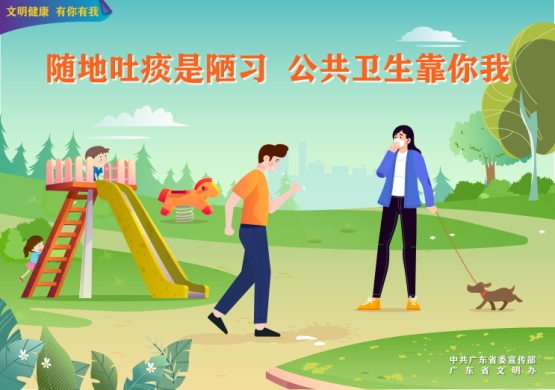 文明健康 有你有我
随地吐痰是陋习 公共卫生靠你我
中共广东省委宣传部
广东省文明办